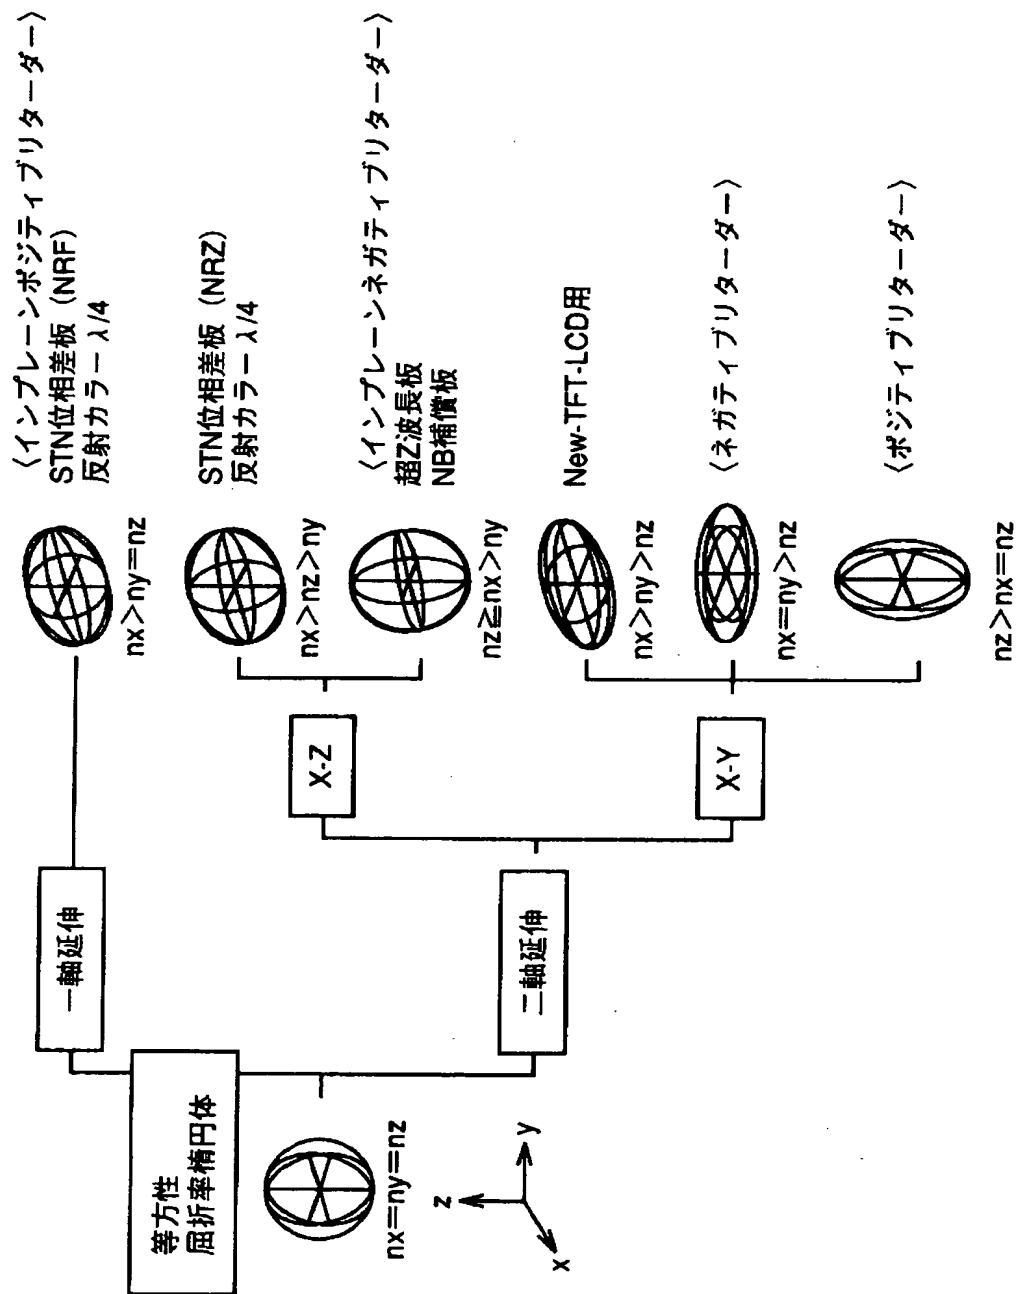 等方性
屈折率楕円体
nx=ny=nz
z
y
x
一軸延伸
二軸延伸
X-Z
X-Y
nx>ny=nz
〈インプレーンポジティブリターダー〉
STN位相差板(NRF)
反射カラーλ/4
nx>nz>ny
STN位相差板(NRZ)
反射カラーλ/4
nz≧nx>ny
〈インプレーンネガティブリターダー〉
超Z波長板
NB補償板
nx>ny>nz
New-TFT-LCD用
nx=ny>nz
〈ネガティブリターダー〉
nz>nx=nz
〈ポジティブリターダー〉